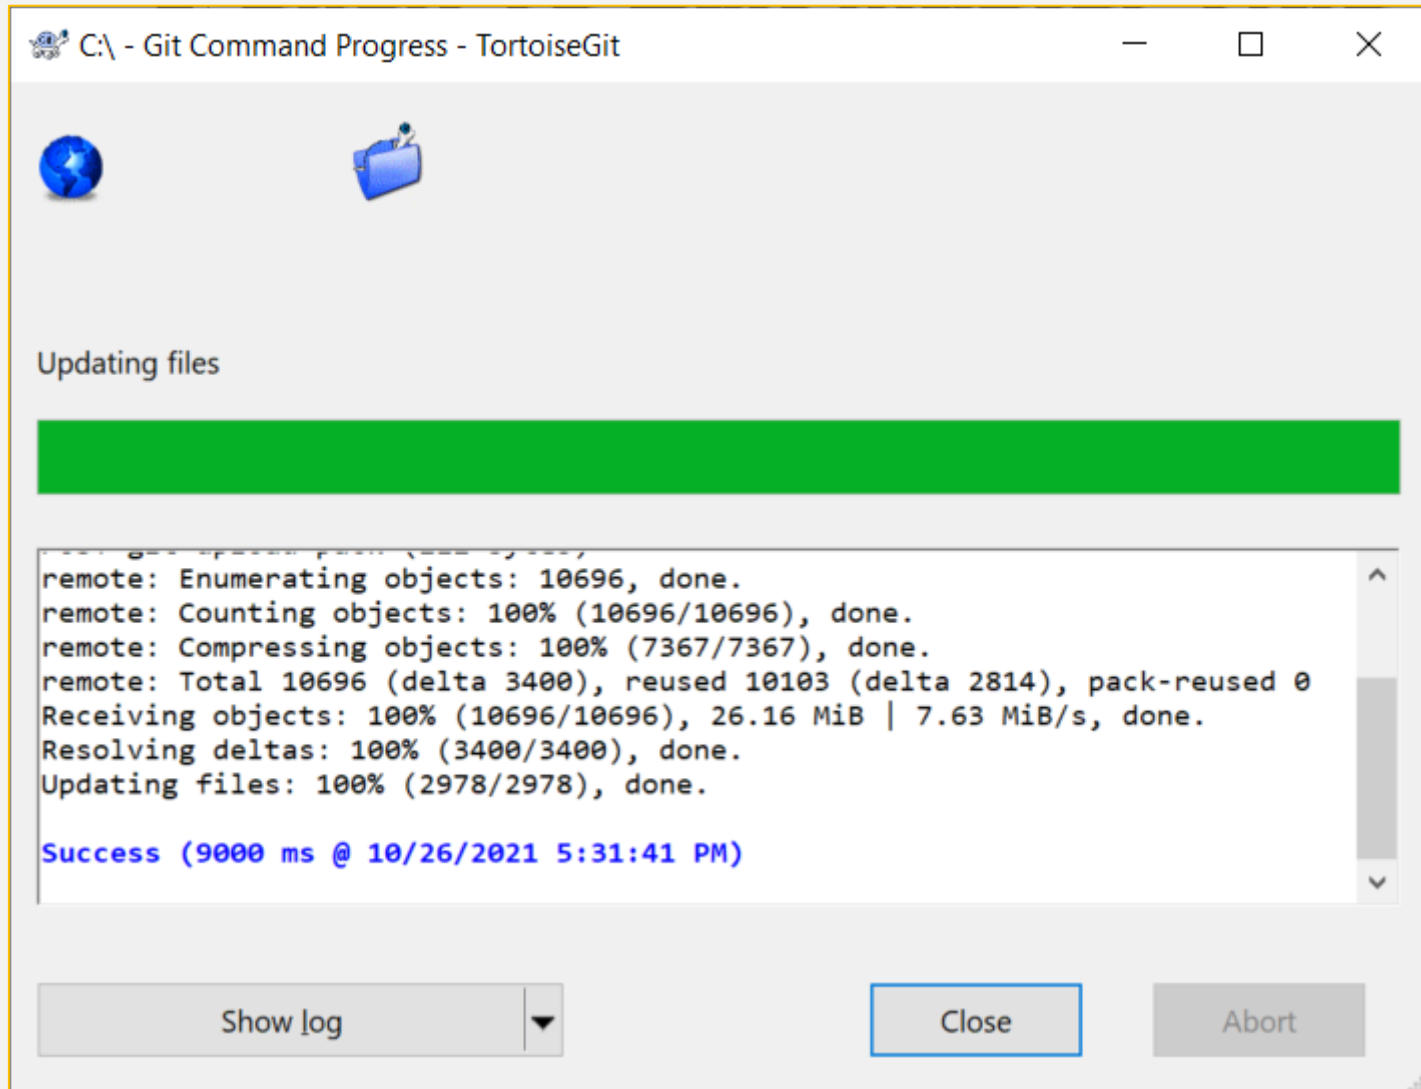 C:\ - Git Command Progress - TortoiseGit
Updating files
remote: Enumerating objects: 10696, done.
remote: Counting objects: 100% (10696/10696), done.
remote: Compressing objects: 100% (7367/7367), done.
remote: Total 10696 (delta 3400), reused 10103 (delta 2814), pack-reused 0
Receiving objects: 100% (10696/10696), 26.16 MiB | 7.63 MiB/s, done.
Resolving deltas: 100% (3400/3400), done.
Updating files: 100% (2978/2978), done.
Success (9000 ms @ 10/26/2021 5:31:41 PM)
Show log
Close
Abort